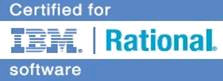 Certified for
IBM. | Rational.
software